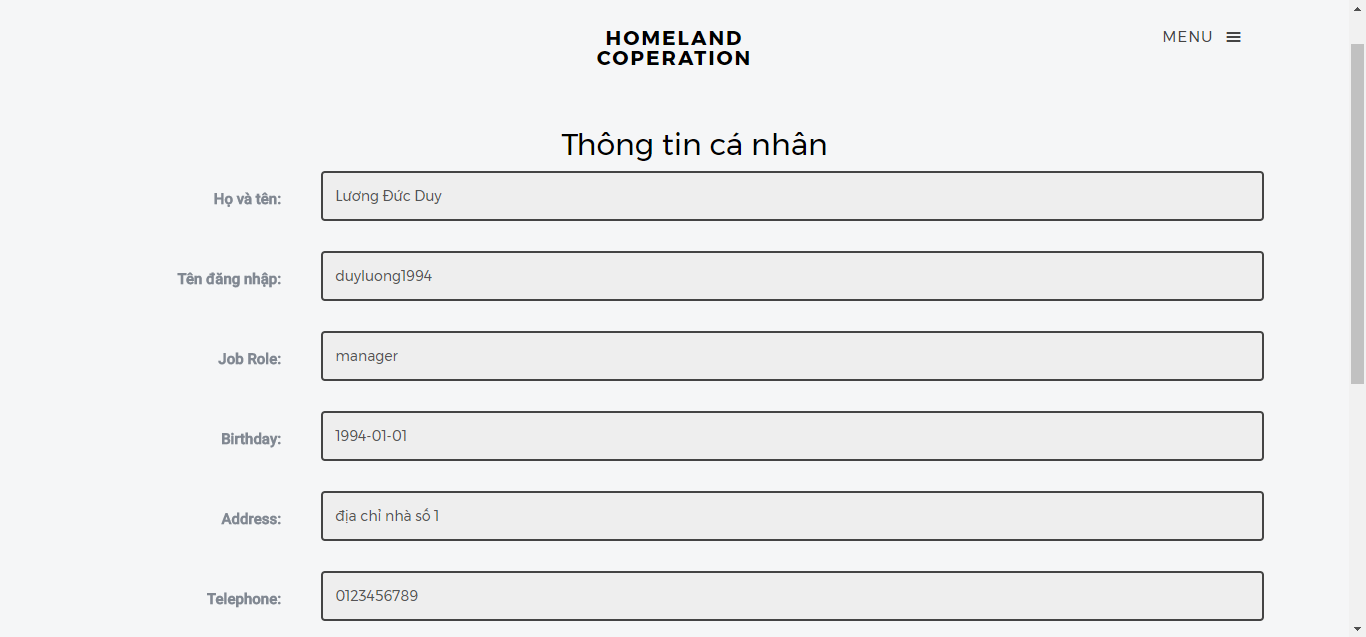 HOMELAND
COPERATION
MENU
Thông tin cá nhân
Họ và tên: Lương Đức Duy
Tên đăng nhập: duyluong1994
Job Role: manager
Birthday: 1994-01-01
Address: địa chỉ nhà số 1
Telephone: 0123456789